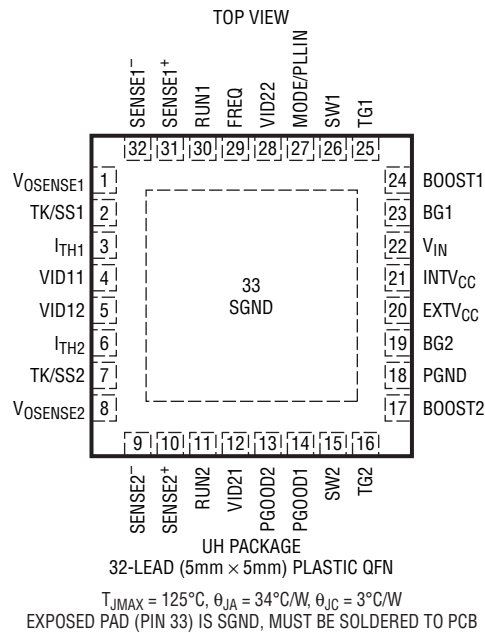 TOP VIEW
SENSE1⁻
SENSE1⁺
RUN1
FREQ
VID22
MODE/PLLIN
SW1
TG1
32 31 30 29 28 27 26 25
VOSENSE1 1
TK/SS1 2
ITH1 3
VID11 4
VID12 5
ITH2 6
TK/SS2 7
VOSENSE2 8
33
SGND
24 BOOST1
23 BG1
22 VIN
21 INTVCC
20 EXTVCC
19 BG2
18 PGND
17 BOOST2
9 10 11 12 13 14 15 16
SENSE2⁻
SENSE2⁺
RUN2
VID21
PGOOD2
PGOOD1
SW2
TG2
UH PACKAGE
32-LEAD (5mm × 5mm) PLASTIC QFN
TJMAX = 125°C, θJA = 34°C/W, θJC = 3°C/W
EXPOSED PAD (PIN 33) IS SGND, MUST BE SOLDERED TO PCB